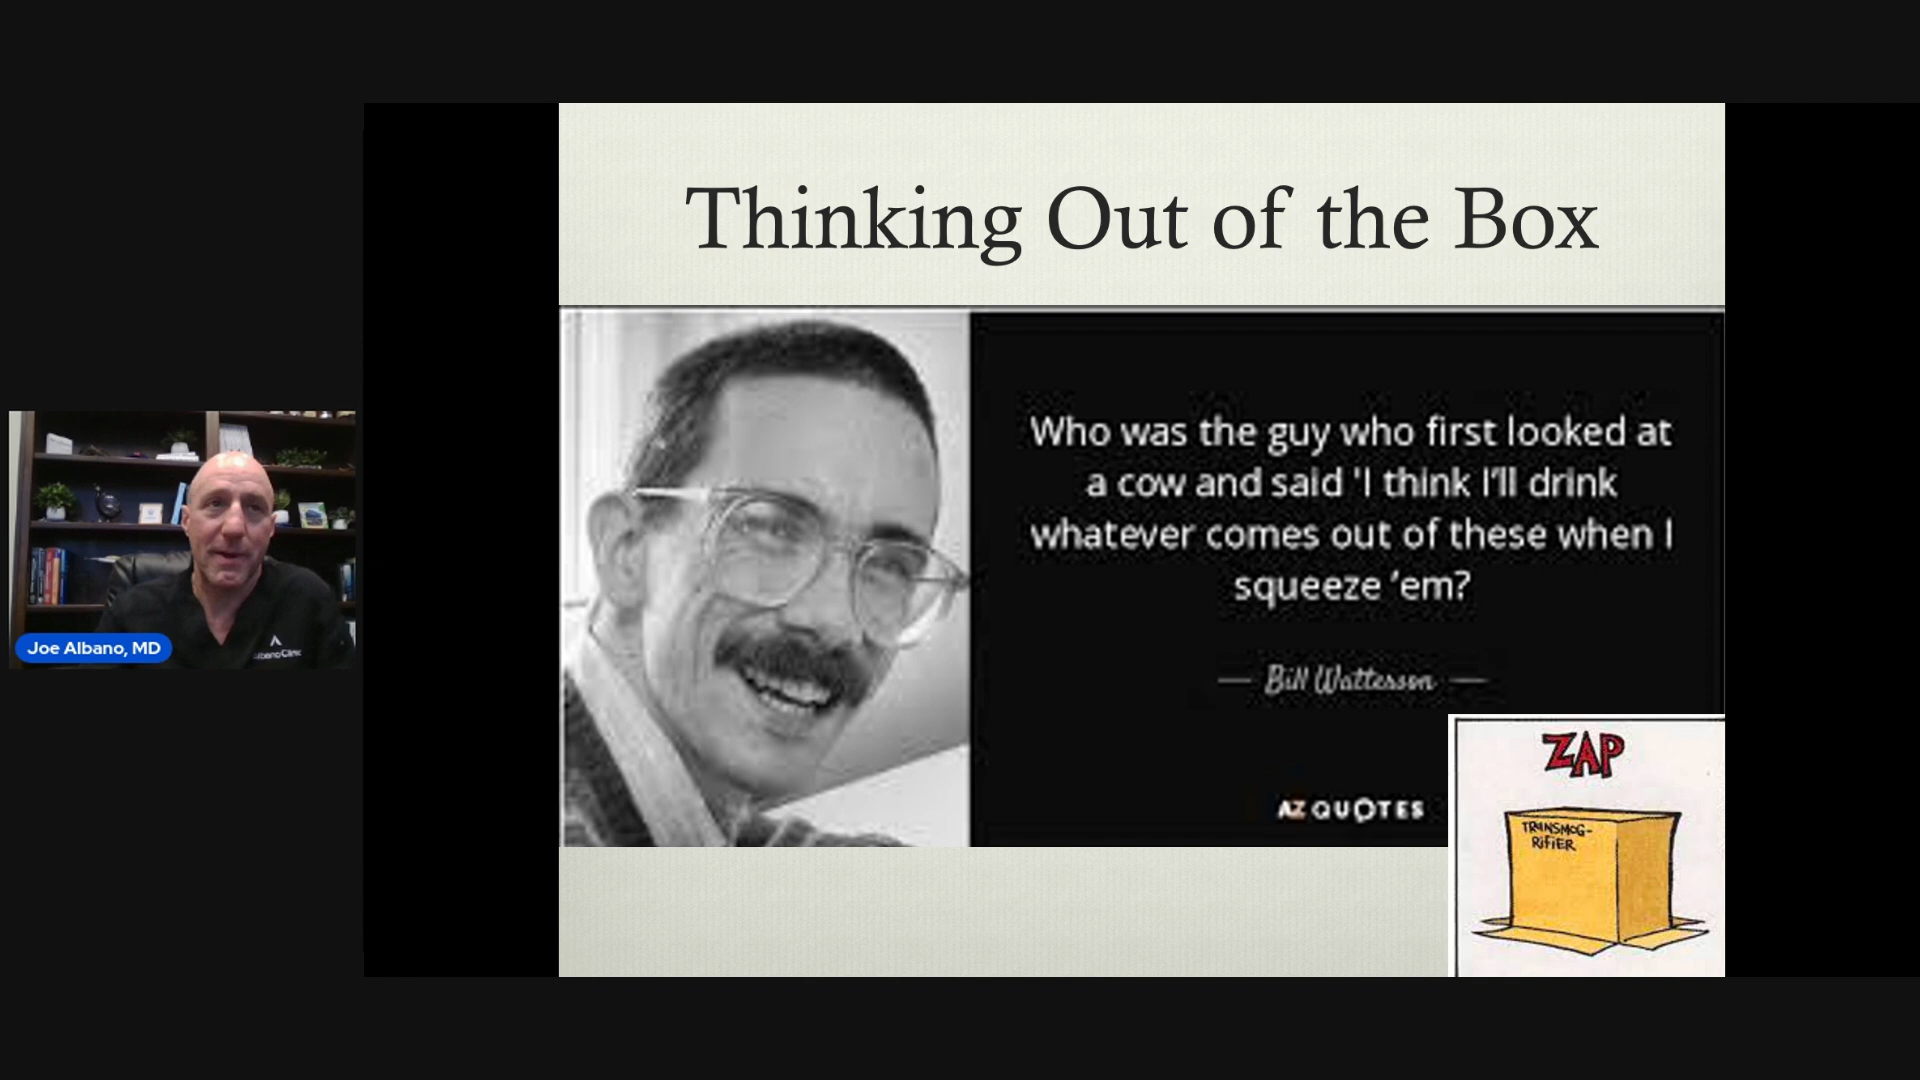 Thinking Out of the Box
Who was the guy who first looked at
a cow and said 'I think I'll drink
whatever comes out of these when I
squeeze 'em?
— Bill Watterson —
AZ QUOTES
ZAP
TRANSMOG-
RIFIER
Joe Albano, MD